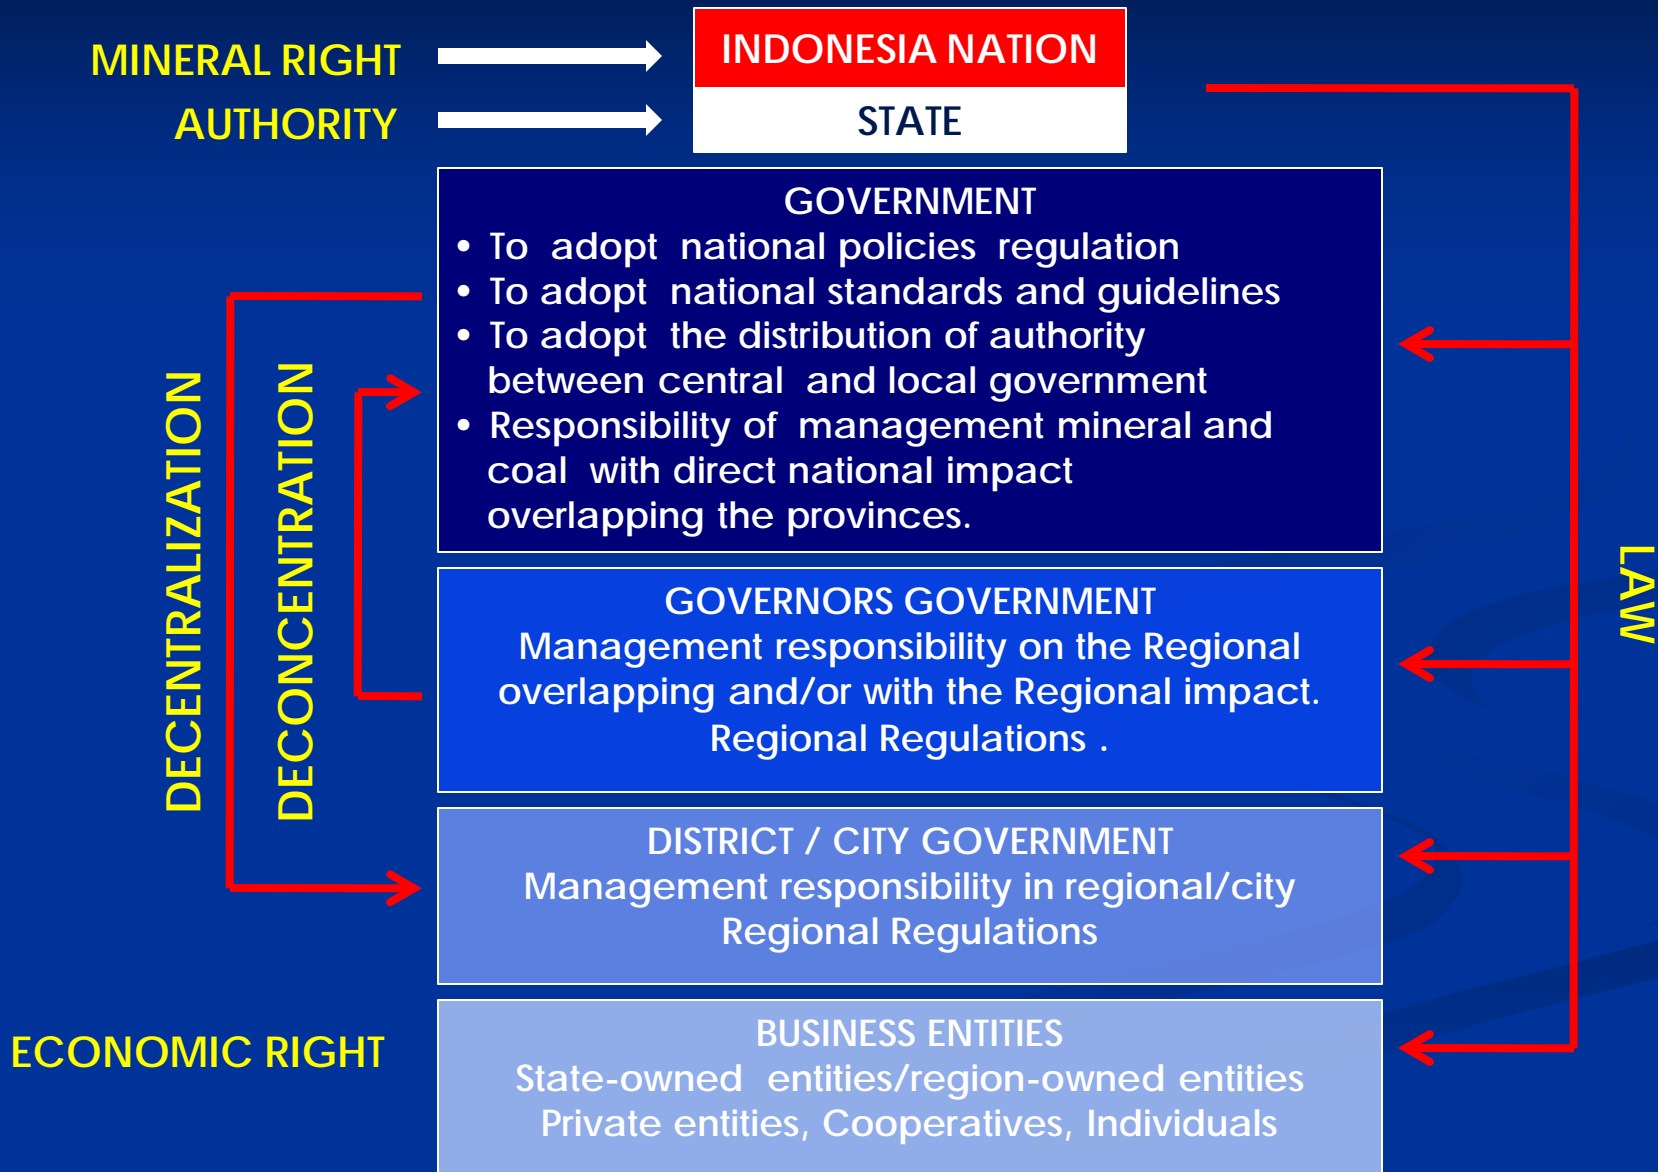 MINERAL RIGHT
INDONESIA NATION
AUTHORITY
STATE
GOVERNMENT
• To adopt national policies regulation
• To adopt national standards and guidelines
• To adopt the distribution of authority
between central and local government
• Responsibility of management mineral and
coal with direct national impact
overlapping the provinces.
DECENTRALIZATION
DECONCENTRATION
LAW
GOVERNORS GOVERNMENT
Management responsibility on the Regional
overlapping and/or with the Regional impact.
Regional Regulations .
DISTRICT / CITY GOVERNMENT
Management responsibility in regional/city
Regional Regulations
ECONOMIC RIGHT
BUSINESS ENTITIES
State-owned entities/region-owned entities
Private entities, Cooperatives, Individuals